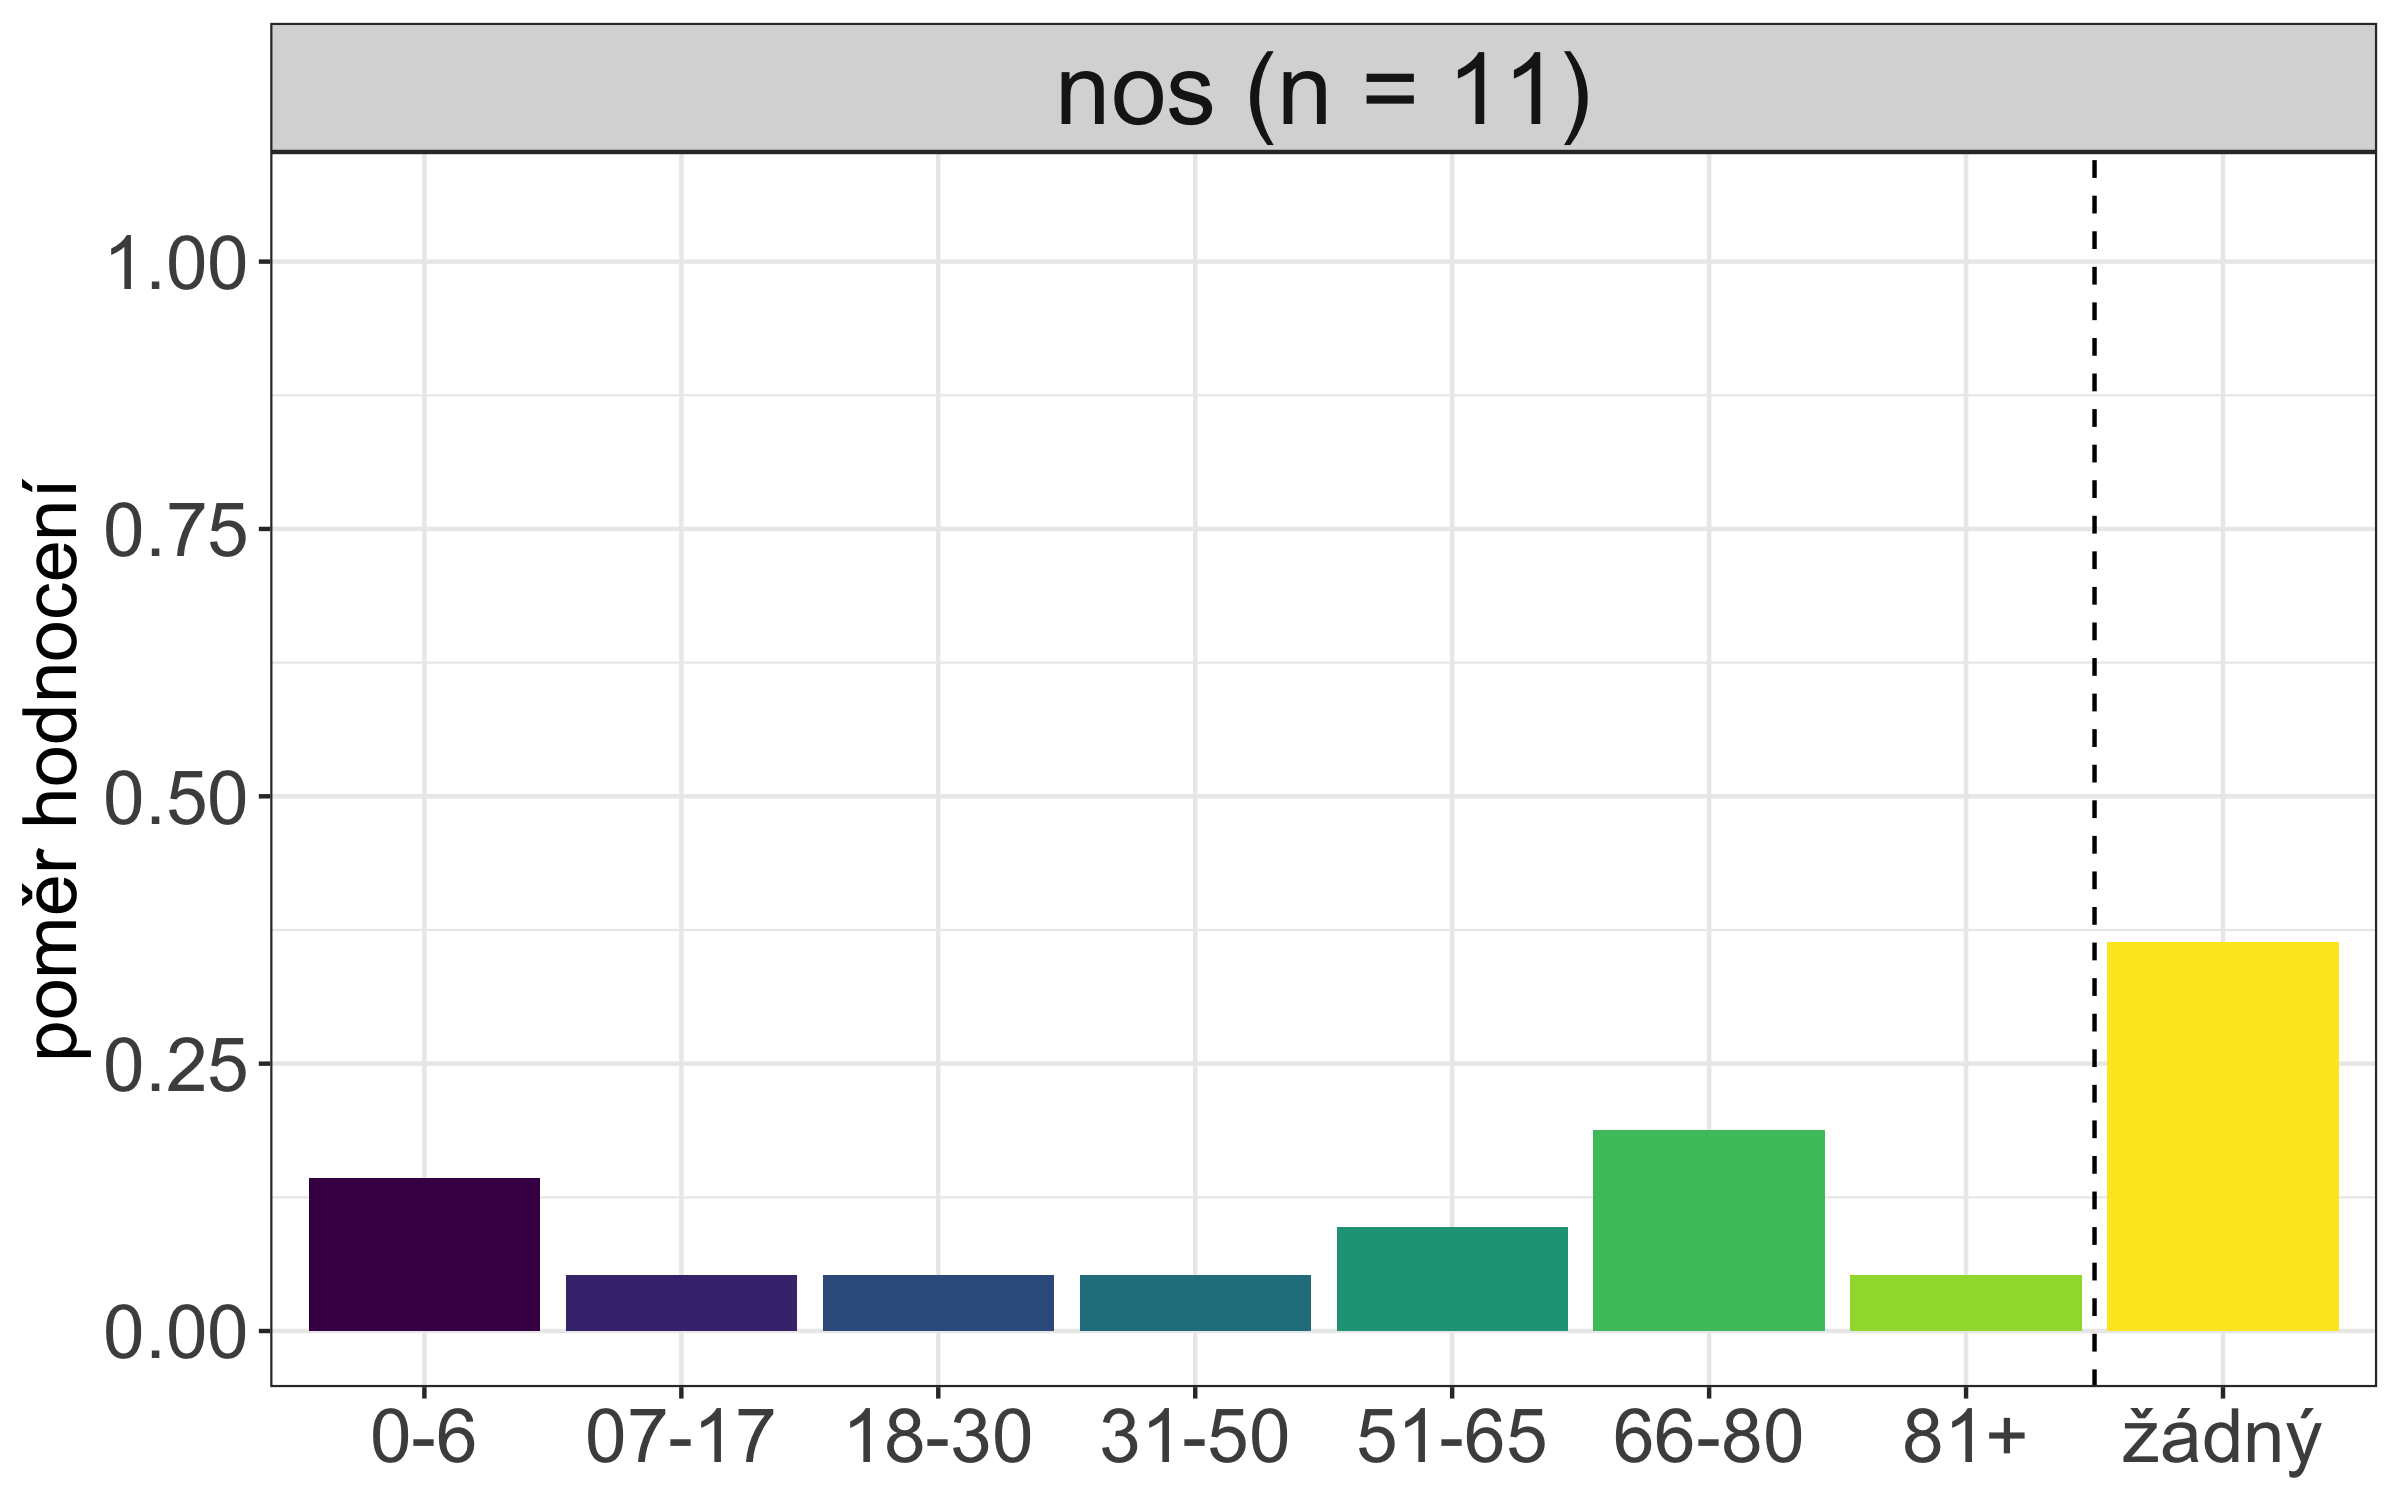 nos (n = 11)
poměr hodnocení
1.00
0.75
0.50
0.25
0.00
0-6 07-17 18-30 31-50 51-65 66-80 81+ žádný